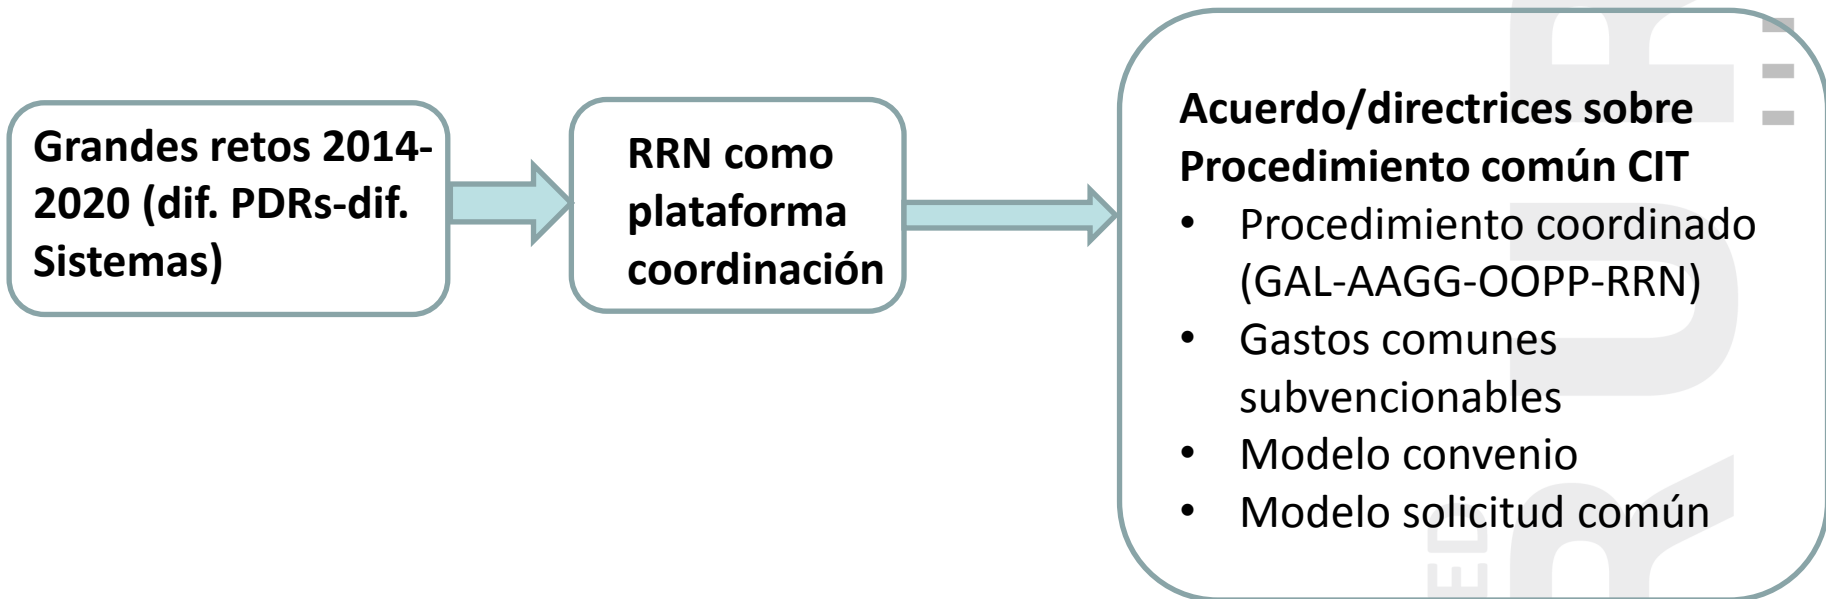 Grandes retos 2014-
2020 (dif. PDRs-dif.
Sistemas)
RRN como
plataforma
coordinación
Acuerdo/directrices sobre
Procedimiento común CIT
• Procedimiento coordinado
(GAL-AAGG-OOPP-RRN)
• Gastos comunes
subvencionables
• Modelo convenio
• Modelo solicitud común